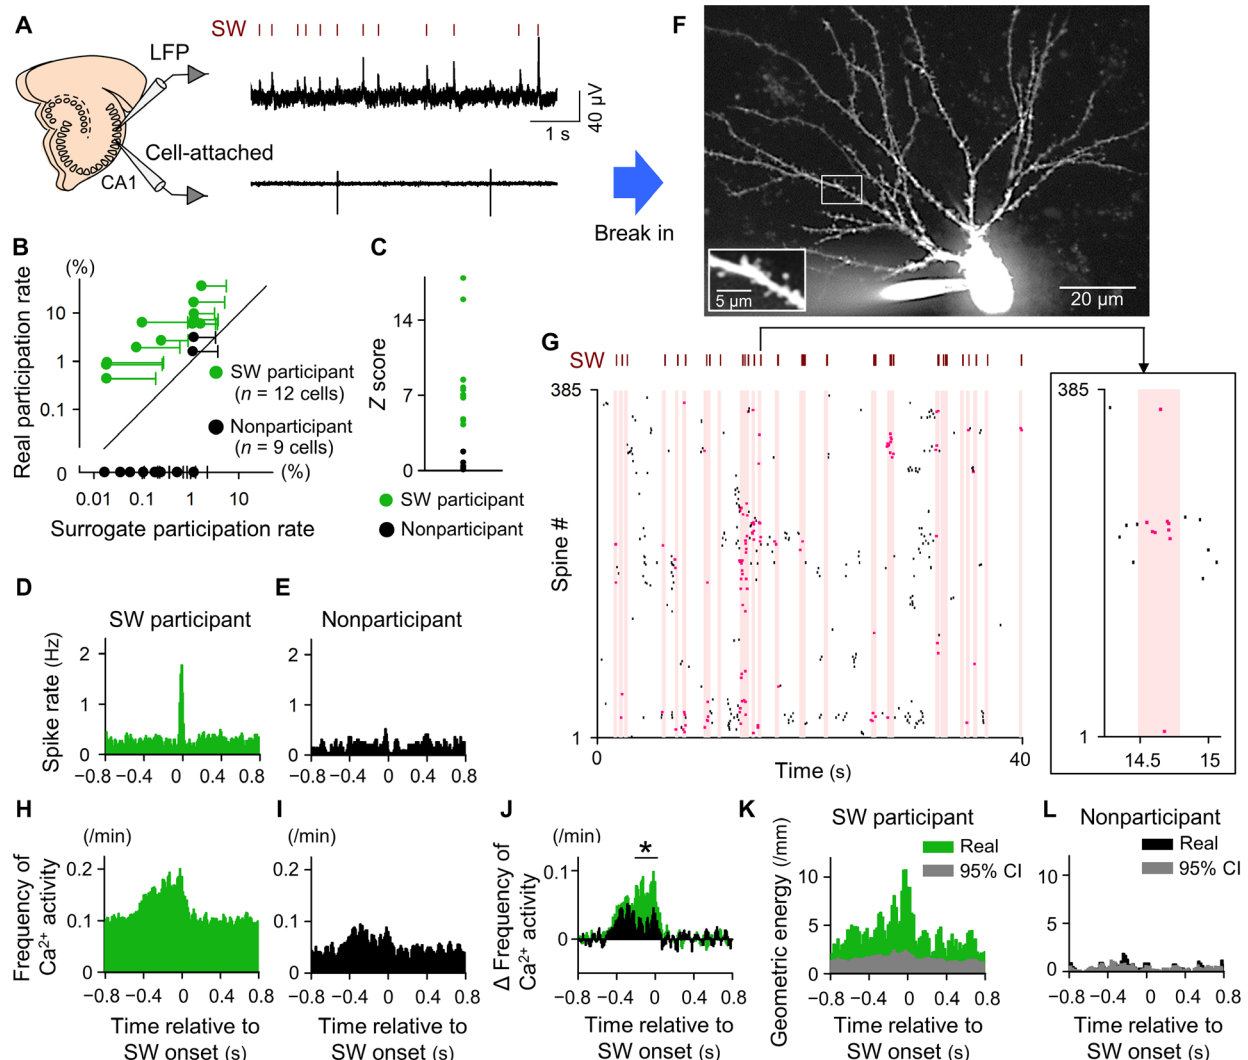 A
SW
LFP
Cell-attached
CA1
1 s
40 µV
Break in
F
5 µm
20 µm
B
(%)
Real participation rate
10
1
0.1
0
SW participant
(n = 12 cells)
Nonparticipant
(n = 9 cells)
(%)
0.01 0.1 1 10
Surrogate participation rate
C
Z score
14
7
0
SW participant
Nonparticipant
G
SW
385
Spine #
1
0 40
Time (s)
385
1
14.5 15
D
SW participant
Spike rate (Hz)
2
1
0
−0.8 −0.4 0 0.4 0.8
E
Nonparticipant
2
1
0
−0.8 −0.4 0 0.4 0.8
H
(/min)
Frequency of
Ca2+ activity
0.2
0.1
0
−0.8 −0.4 0 0.4 0.8
Time relative to
SW onset (s)
I
(/min)
0.2
0.1
0
−0.8 −0.4 0 0.4 0.8
Time relative to
SW onset (s)
J
(/min)
Δ Frequency of
Ca2+ activity
0.1
0
*
−0.8 −0.4 0 0.4 0.8
Time relative to
SW onset (s)
K
SW participant
Real
95% CI
Geometric energy (/mm)
10
5
0
−0.8 −0.4 0 0.4 0.8
Time relative to
SW onset (s)
L
Nonparticipant
Real
95% CI
10
5
0
−0.8 −0.4 0 0.4 0.8
Time relative to
SW onset (s)